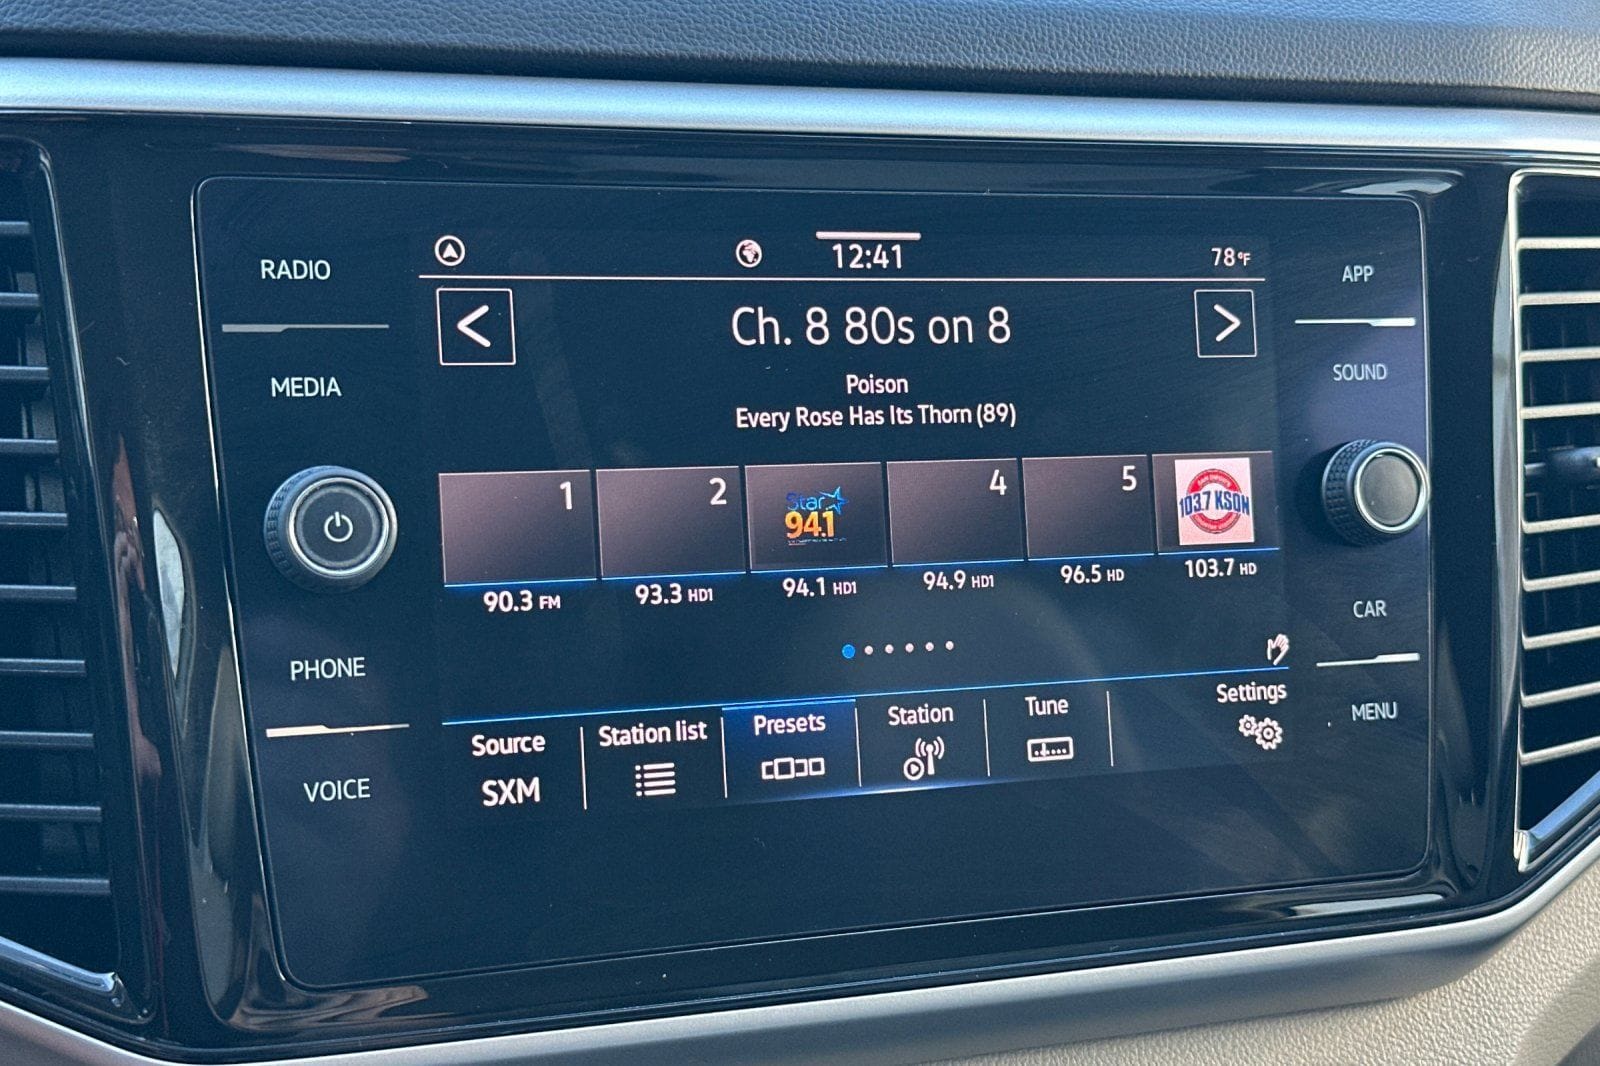 RADIO
MEDIA
PHONE
VOICE
12:41
78°F
Ch. 8 80s on 8
Poison
Every Rose Has Its Thorn (89)
1
2
Star
94.1
4
5
103.7 KSON
90.3 FM
93.3 HD1
94.1 HD1
94.9 HD1
96.5 HD
103.7 HD
Source
SXM
Station list
Presets
Station
Tune
Settings
APP
SOUND
CAR
MENU